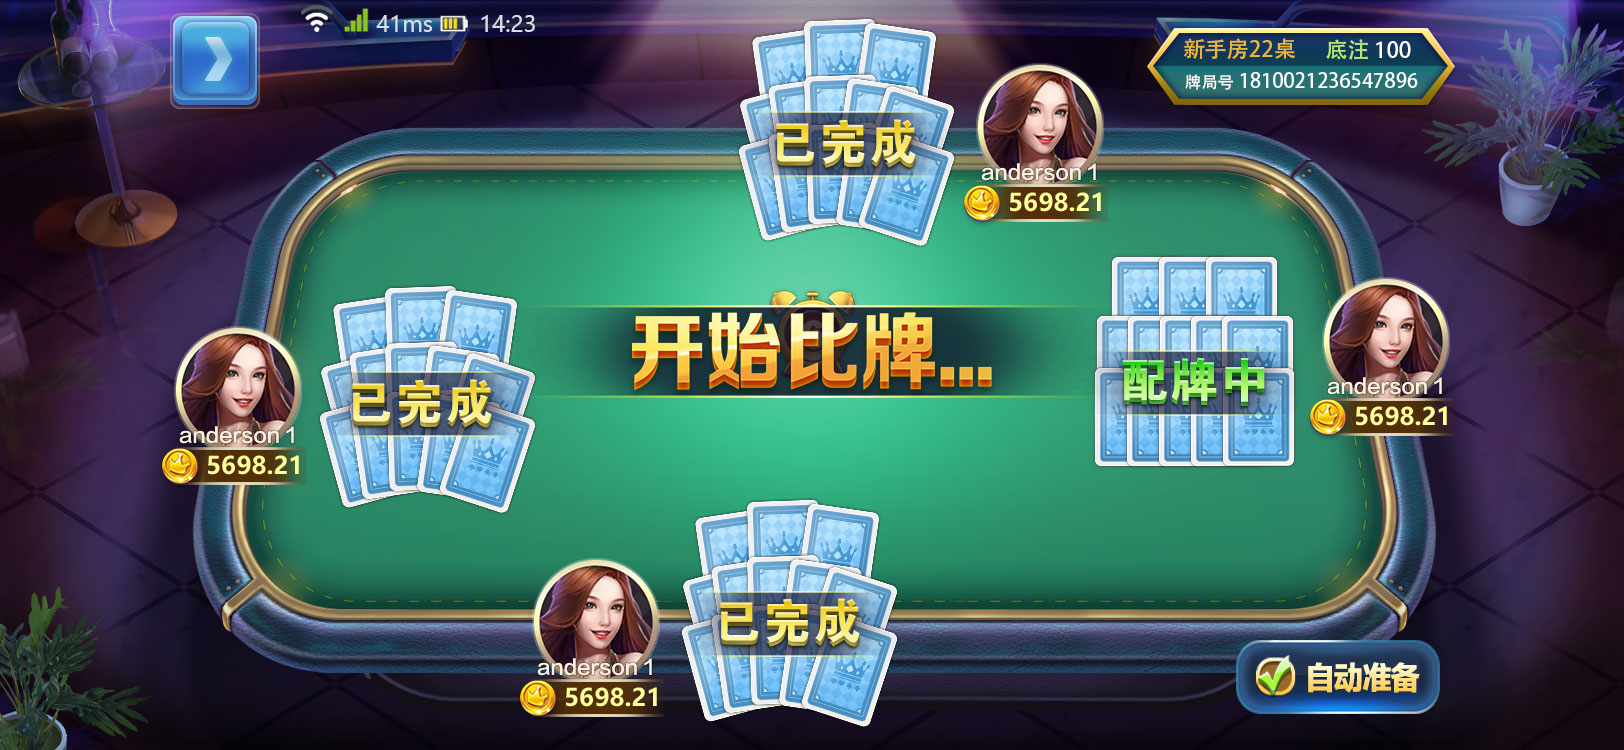 41ms 14:23
新手房22桌 底注 100
牌局号 1810021236547896
已完成
anderson 1
5698.21
开始比牌...
已完成
anderson 1
5698.21
配牌中
anderson 1
5698.21
已完成
anderson 1
5698.21
自动准备